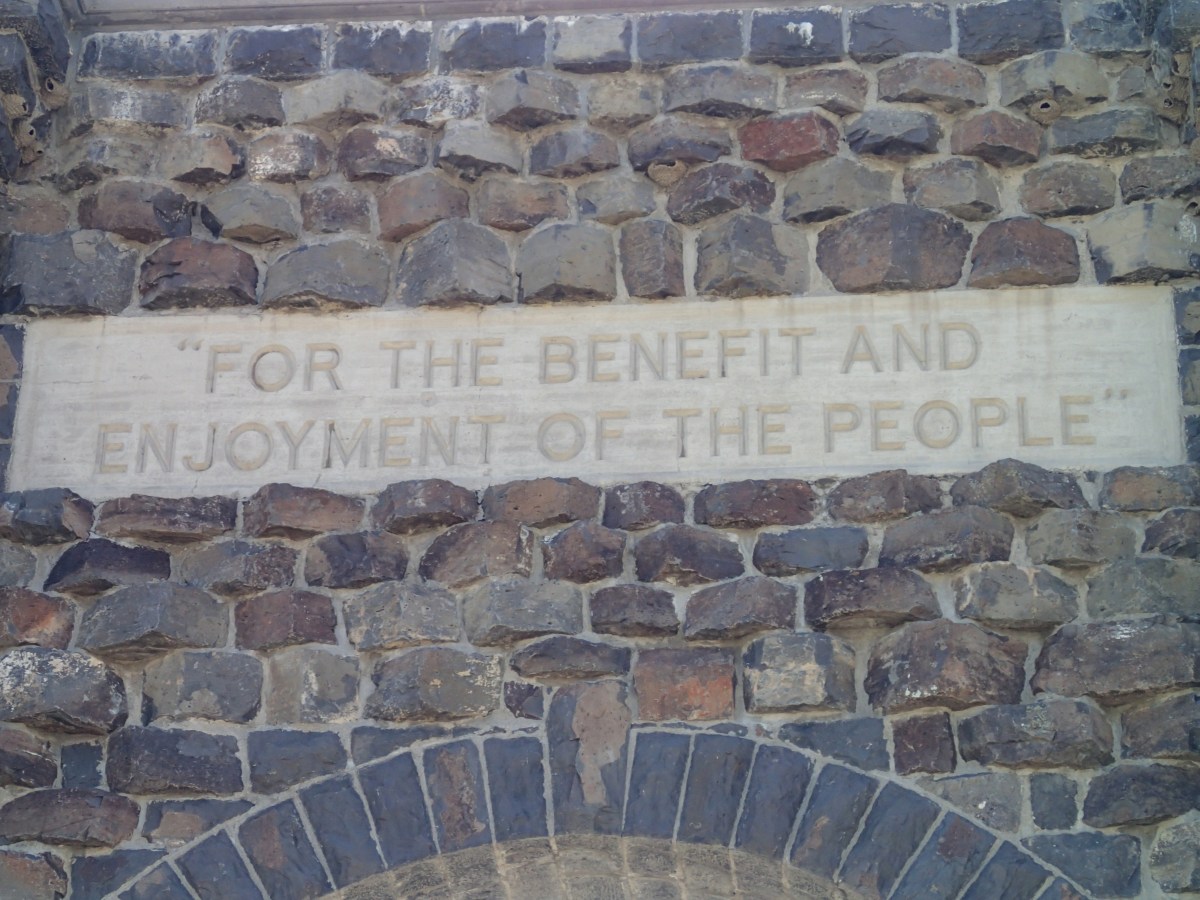 "FOR THE BENEFIT AND
ENJOYMENT OF THE PEOPLE"